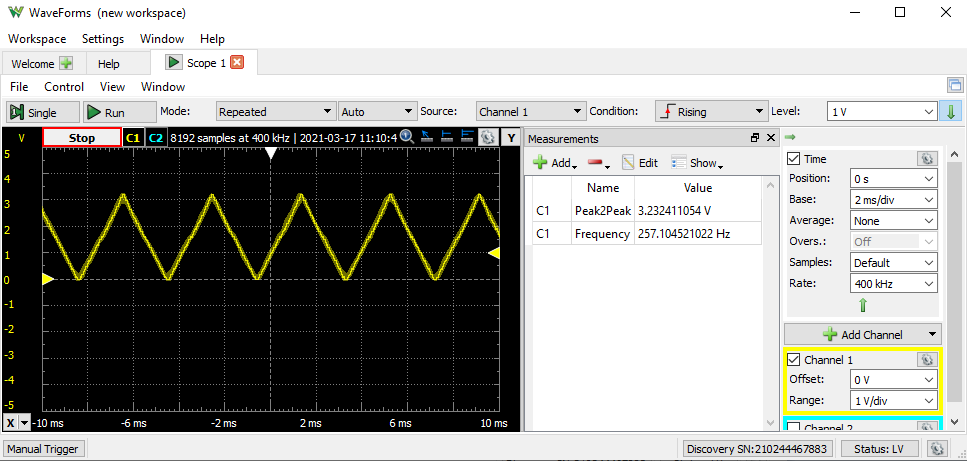 WaveForms (new workspace)
Workspace Settings Window Help
Welcome Help Scope 1
File Control View Window
Single Run Mode: Repeated Auto Source: Channel 1 Condition: Rising Level: 1 V
V Stop C1 C2 8192 samples at 400 kHz | 2021-03-17 11:10:4 Y
Measurements
Add Edit Show
Name Value
C1 Peak2Peak 3.232411054 V
C1 Frequency 257.104521022 Hz
5
4
3
2
1
0
-1
-2
-3
-4
-5
X -10 ms -6 ms -2 ms 2 ms 6 ms 10 ms
Time
Position: 0 s
Base: 2 ms/div
Average: None
Overs.: Off
Samples: Default
Rate: 400 kHz
Add Channel
Channel 1
Offset: 0 V
Range: 1 V/div
Channel 2
Manual Trigger Discovery SN:210244467883 Status: LV